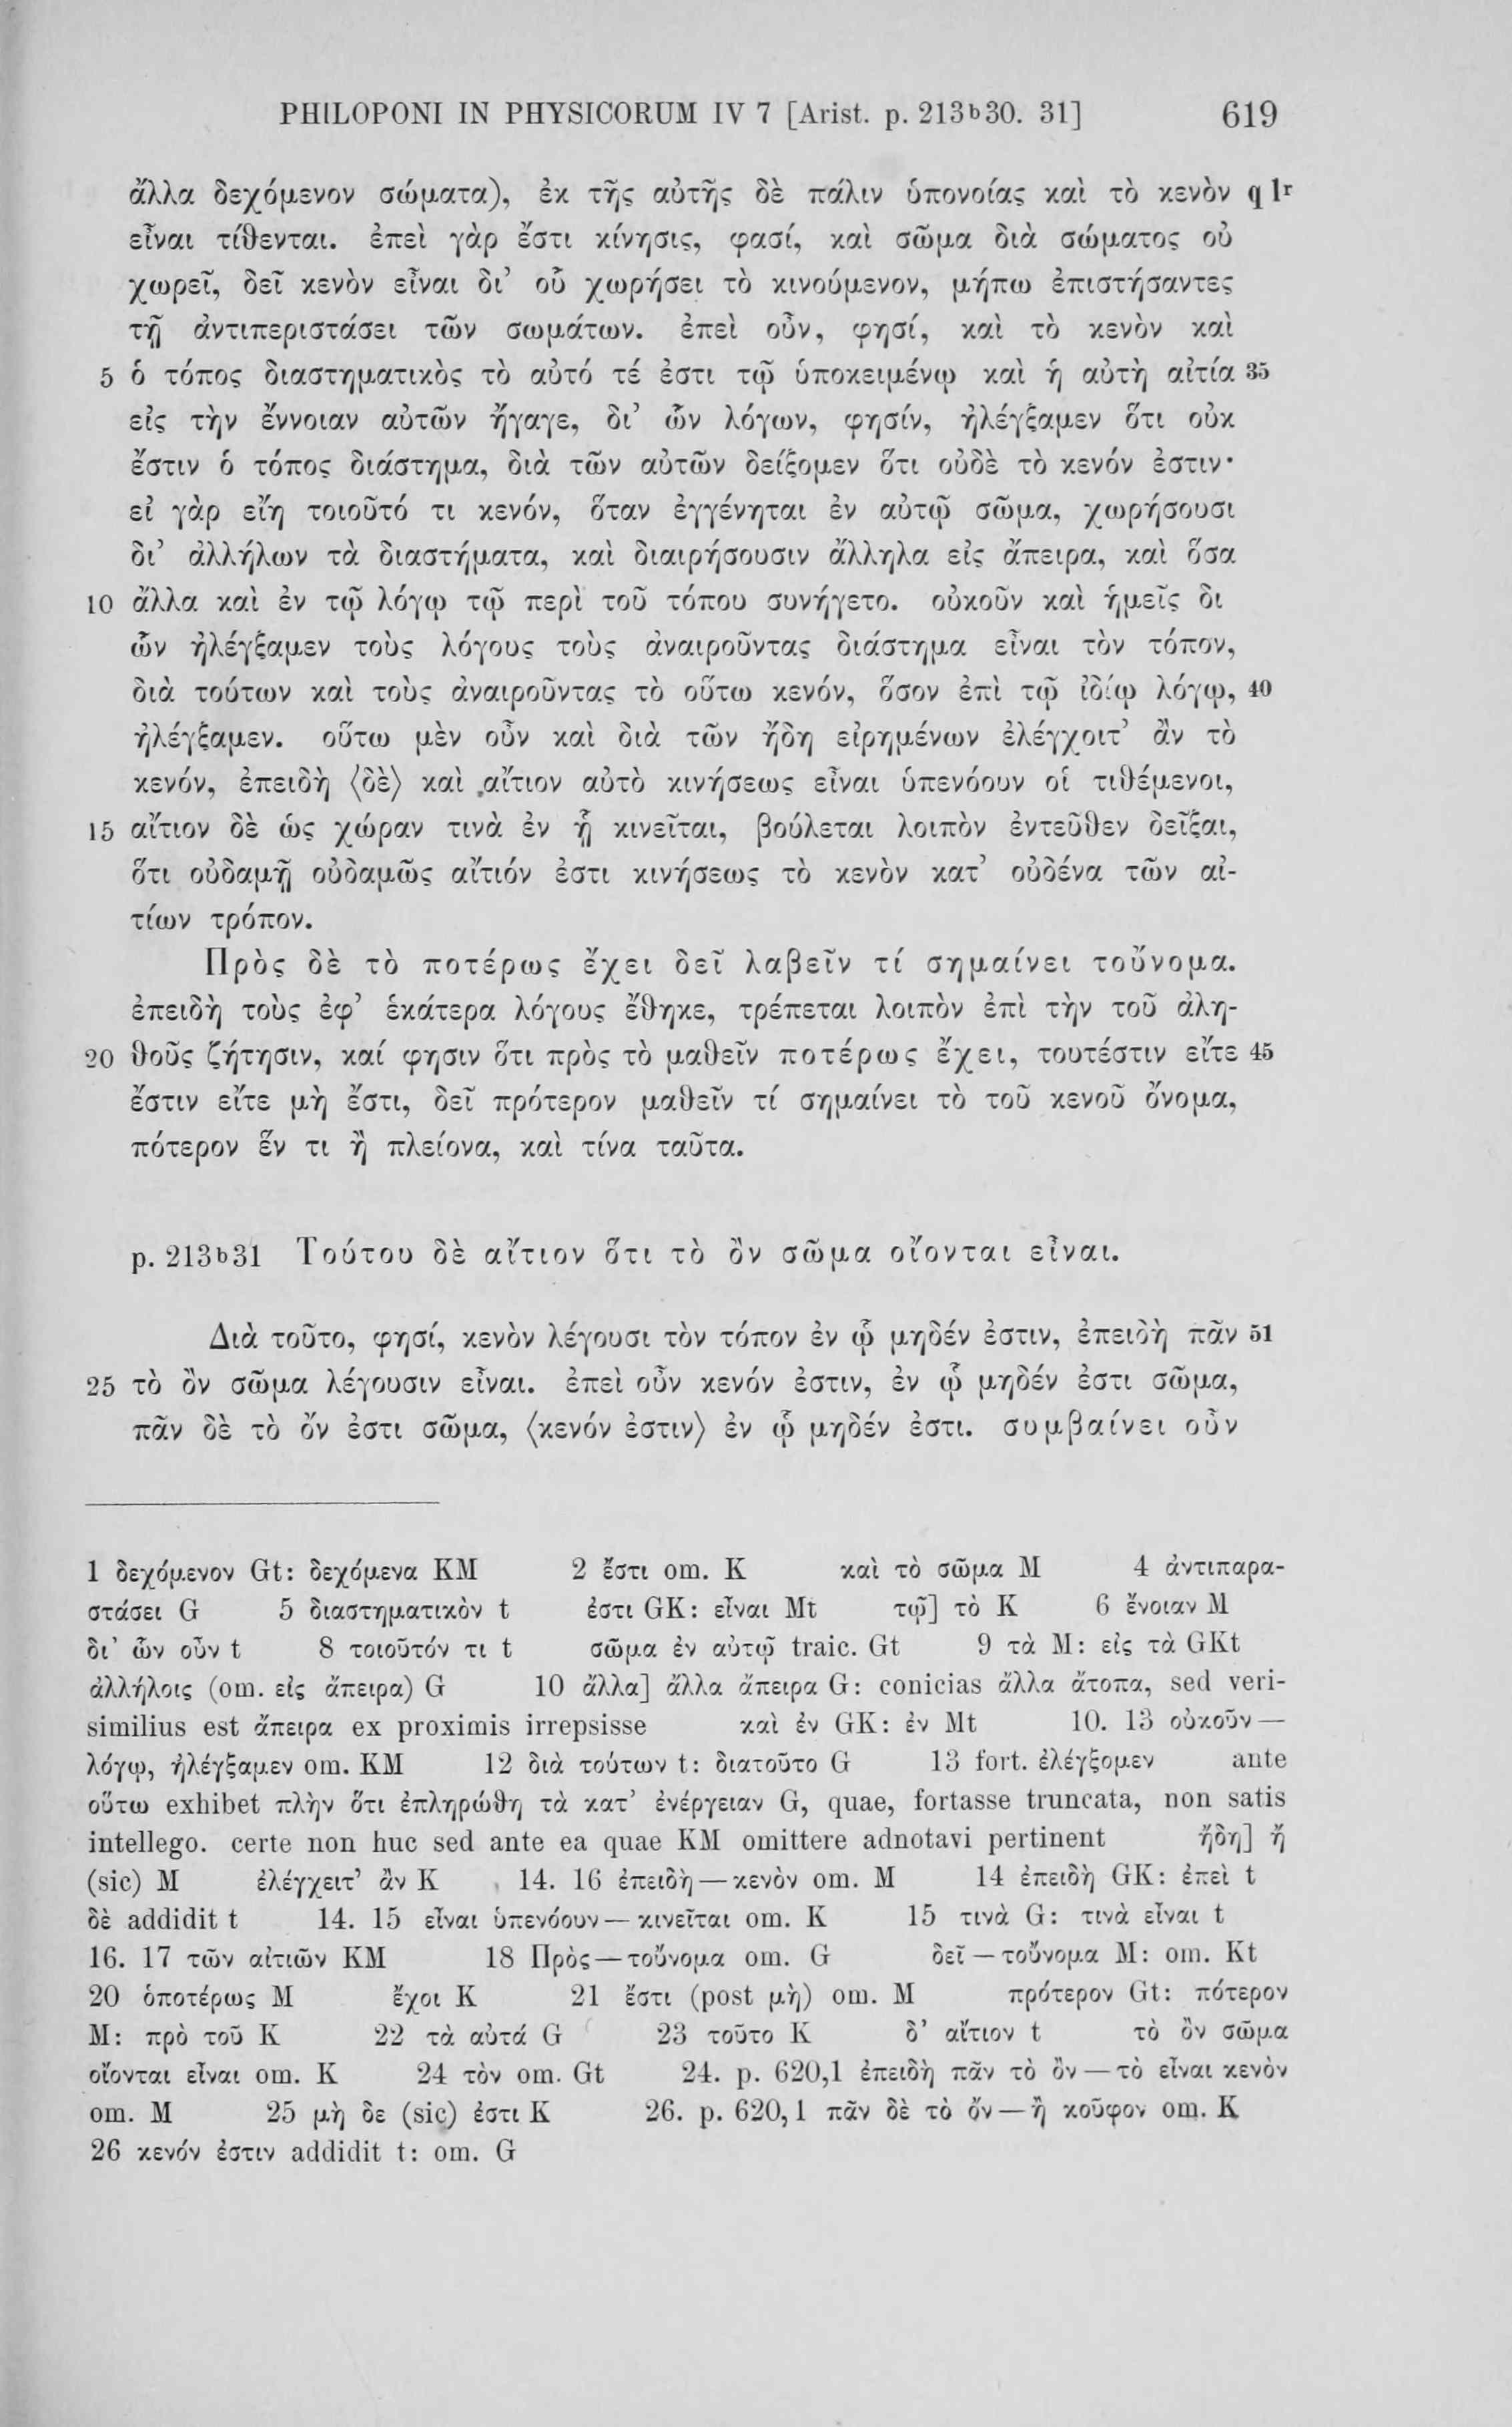 PHILOPONI IN PHYSICORUM IV 7 [Arist. p. 213b30. 31] 619
ἄλλα δεχόμενον σώματα), ἐκ τῆς αὐτῆς δὲ πάλιν ὑπονοίας καὶ τὸ κενὸν q 1r
εἶναι τίθενται. ἐπεὶ γὰρ ἔστι κίνησις, φασί, καὶ σῶμα διὰ σώματος οὐ
χωρεῖ, δεῖ κενὸν εἶναι δι’ οὗ χωρήσει τὸ κινούμενον, μήπω ἐπιστήσαντες
τῇ ἀντιπεριστάσει τῶν σωμάτων. ἐπεὶ οὖν, φησί, καὶ τὸ κενὸν καὶ
5 ὁ τόπος διαστηματικὸς τὸ αὐτό τέ ἐστι τῷ ὑποκειμένῳ καὶ ἡ αὐτὴ αἰτία 35
εἰς τὴν ἔννοιαν αὐτῶν ἤγαγε, δι’ ὧν λόγων, φησίν, ἠλέγξαμεν ὅτι οὐκ
ἔστιν ὁ τόπος διάστημα, διὰ τῶν αὐτῶν δείξομεν ὅτι οὐδὲ τὸ κενόν ἐστιν·
εἰ γὰρ εἴη τοιοῦτό τι κενόν, ὅταν ἐγγένηται ἐν αὐτῷ σῶμα, χωρήσουσι
δι’ ἀλλήλων τὰ διαστήματα, καὶ διαιρήσουσιν ἄλληλα εἰς ἄπειρα, καὶ ὅσα
10 ἄλλα καὶ ἐν τῷ λόγῳ τῷ περὶ τοῦ τόπου συνήγετο. οὐκοῦν καὶ ἡμεῖς δι
ὧν ἠλέγξαμεν τοὺς λόγους τοὺς ἀναιροῦντας διάστημα εἶναι τὸν τόπον,
διὰ τούτων καὶ τοὺς ἀναιροῦντας τὸ οὕτω κενόν, ὅσον ἐπὶ τῷ ἰδίῳ λόγῳ, 40
ἠλέγξαμεν. οὕτω μὲν οὖν καὶ διὰ τῶν ἤδη εἰρημένων ἐλέγχοιτ’ ἂν τὸ
κενόν, ἐπειδὴ ⟨δὲ⟩ καὶ αἴτιον αὐτὸ κινήσεως εἶναι ὑπενόουν οἱ τιθέμενοι,
15 αἴτιον δὲ ὡς χώραν τινὰ ἐν ᾗ κινεῖται, βούλεται λοιπὸν ἐντεῦθεν δεῖξαι,
ὅτι οὐδαμῇ οὐδαμῶς αἴτιόν ἐστι κινήσεως τὸ κενὸν κατ’ οὐδένα τῶν αἰ-
τίων τρόπον.
Πρὸς δὲ τὸ ποτέρως ἔχει δεῖ λαβεῖν τί σημαίνει τοὔνομα.
ἐπειδὴ τοὺς ἐφ’ ἑκάτερα λόγους ἔθηκε, τρέπεται λοιπὸν ἐπὶ τὴν τοῦ ἀλη-
20 θοῦς ζήτησιν, καί φησιν ὅτι πρὸς τὸ μαθεῖν ποτέρως ἔχει, τουτέστιν εἴτε 45
ἔστιν εἴτε μὴ ἔστι, δεῖ πρότερον μαθεῖν τί σημαίνει τὸ τοῦ κενοῦ ὄνομα,
πότερον ἕν τι ἢ πλείονα, καὶ τίνα ταῦτα.
p. 213b31 Τούτου δὲ αἴτιον ὅτι τὸ ὂν σῶμα οἴονται εἶναι.
Διὰ τοῦτο, φησί, κενὸν λέγουσι τὸν τόπον ἐν ᾧ μηδέν ἐστιν, ἐπειδὴ πᾶν 51
25 τὸ ὂν σῶμα λέγουσιν εἶναι. ἐπεὶ οὖν κενόν ἐστιν, ἐν ᾧ μηδέν ἐστι σῶμα,
πᾶν δὲ τὸ ὄν ἐστι σῶμα, ⟨κενόν ἐστιν⟩ ἐν ᾧ μηδέν ἐστι. συμβαίνει οὖν
1 δεχόμενον Gt: δεχόμενα KM 2 ἔστι om. K καὶ τὸ σῶμα M 4 ἀντιπαρα-
στάσει G 5 διαστηματικὸν t ἐστι GK: εἶναι Mt τῷ] τὸ K 6 ἔνοιαν M
δι’ ὧν οὖν t 8 τοιοῦτόν τι t σῶμα ἐν αὐτῷ traic. Gt 9 τὰ M: εἰς τὰ GKt
ἀλλήλοις (om. εἰς ἄπειρα) G 10 ἄλλα] ἄλλα ἄπειρα G: conicias ἄλλα ἄτοπα, sed veri-
similius est ἄπειρα ex proximis irrepsisse καὶ ἐν GK: ἐν Mt 10. 13 οὐκοῦν —
λόγῳ, ἠλέγξαμεν om. KM 12 διὰ τούτων t: διατοῦτο G 13 fort. ἐλέγξομεν ante
οὕτω exhibet πλὴν ὅτι ἐπληρώθη τὰ κατ’ ἐνέργειαν G, quae, fortasse truncata, non satis
intellego. certe non huc sed ante ea quae KM omittere adnotavi pertinent ἤδη] ἤ
(sic) M ἐλέγχειτ’ ἂν K 14. 16 ἐπειδὴ — κενὸν om. M 14 ἐπειδὴ GK: ἐπεὶ t
δὲ addidit t 14. 15 εἶναι ὑπενόουν — κινεῖται om. K 15 τινὰ G: τινὰ εἶναι t
16. 17 τῶν αἰτιῶν KM 18 Πρὸς — τοὔνομα om. G δεῖ — τοὔνομα M: om. Kt
20 ὁποτέρως M ἔχοι K 21 ἔστι (post μὴ) om. M πρότερον Gt: πότερον
M: πρὸ τοῦ K 22 τὰ αὐτά G 23 τοῦτο K δ’ αἴτιον t τὸ ὂν σῶμα
οἴονται εἶναι om. K 24 τὸν om. Gt 24. p. 620,1 ἐπειδὴ πᾶν τὸ ὂν — τὸ εἶναι κενὸν
om. M 25 μὴ δε (sic) ἐστι K 26. p. 620,1 πᾶν δὲ τὸ ὄν — ἢ κοῦφον om. K
26 κενόν ἐστιν addidit t: om. G